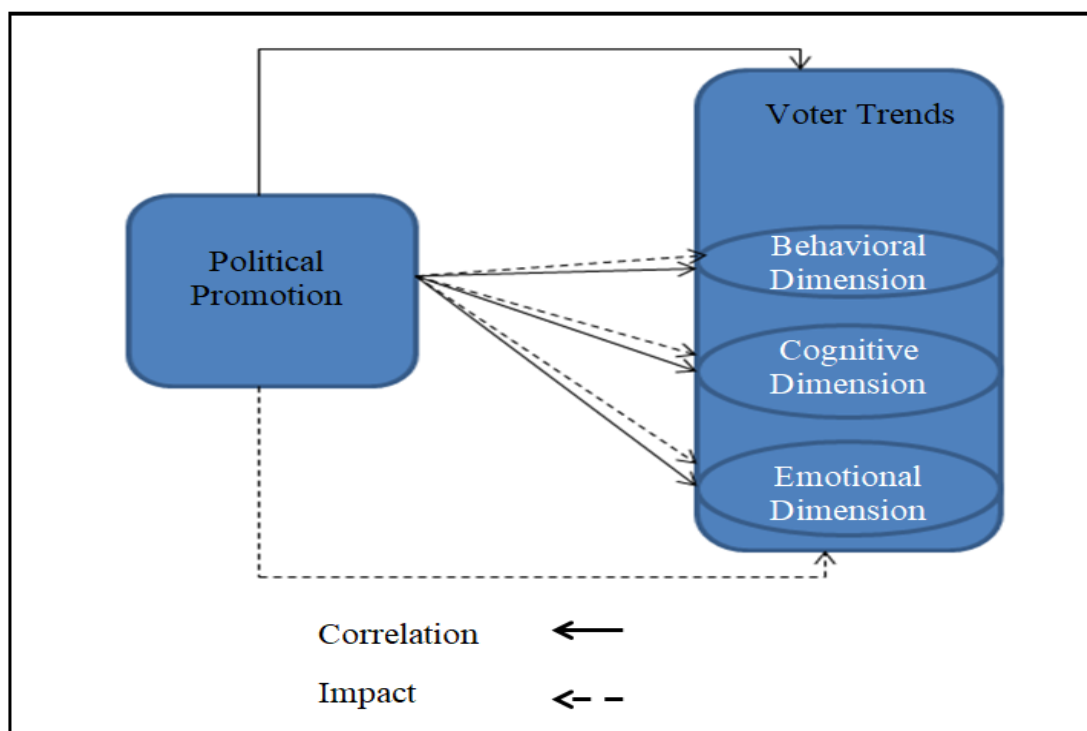 Voter Trends
Political
Promotion
Behavioral
Dimension
Cognitive
Dimension
Emotional
Dimension
Correlation
Impact